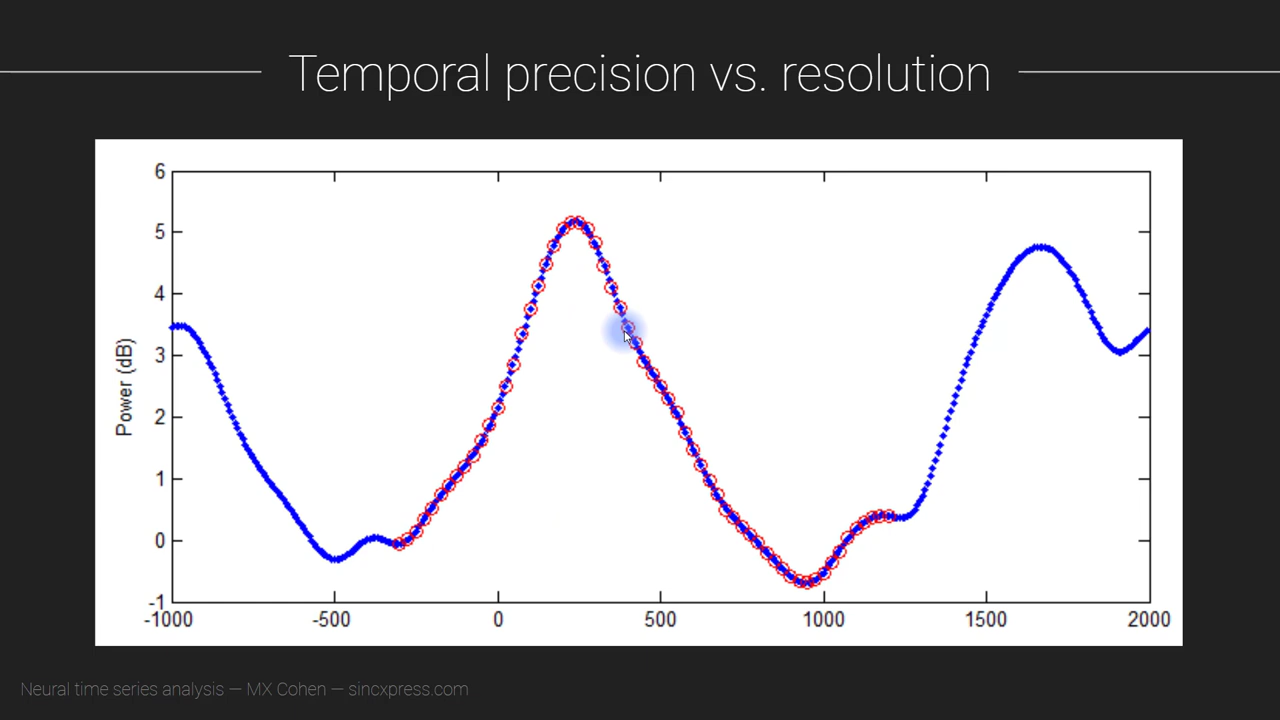 Temporal precision vs. resolution
6
5
4
3
2
1
0
-1
Power (dB)
-1000 -500 0 500 1000 1500 2000
Neural time series analysis — MX Cohen — sincxpress.com